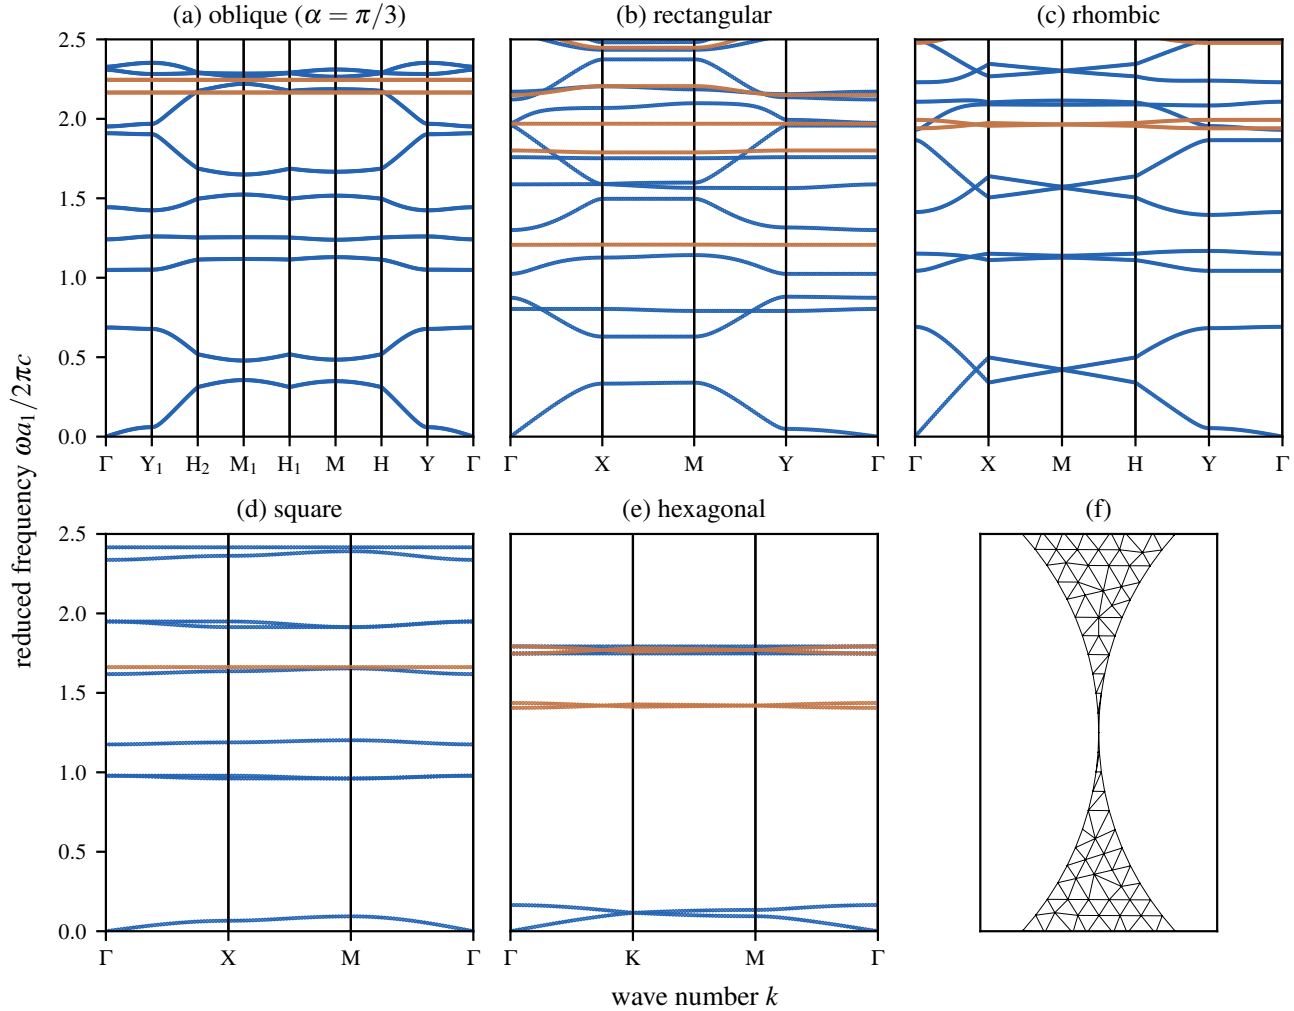 (a) oblique (α = π/3)
(b) rectangular
(c) rhombic
2.5
2.0
1.5
1.0
0.5
0.0
Γ Y₁ H₂ M₁ H₁ M H Y Γ
Γ X M Y Γ
Γ X M H Y Γ
reduced frequency ωa₁/2πc
(d) square
(e) hexagonal
(f)
2.5
2.0
1.5
1.0
0.5
0.0
Γ X M Γ
Γ K M Γ
wave number k